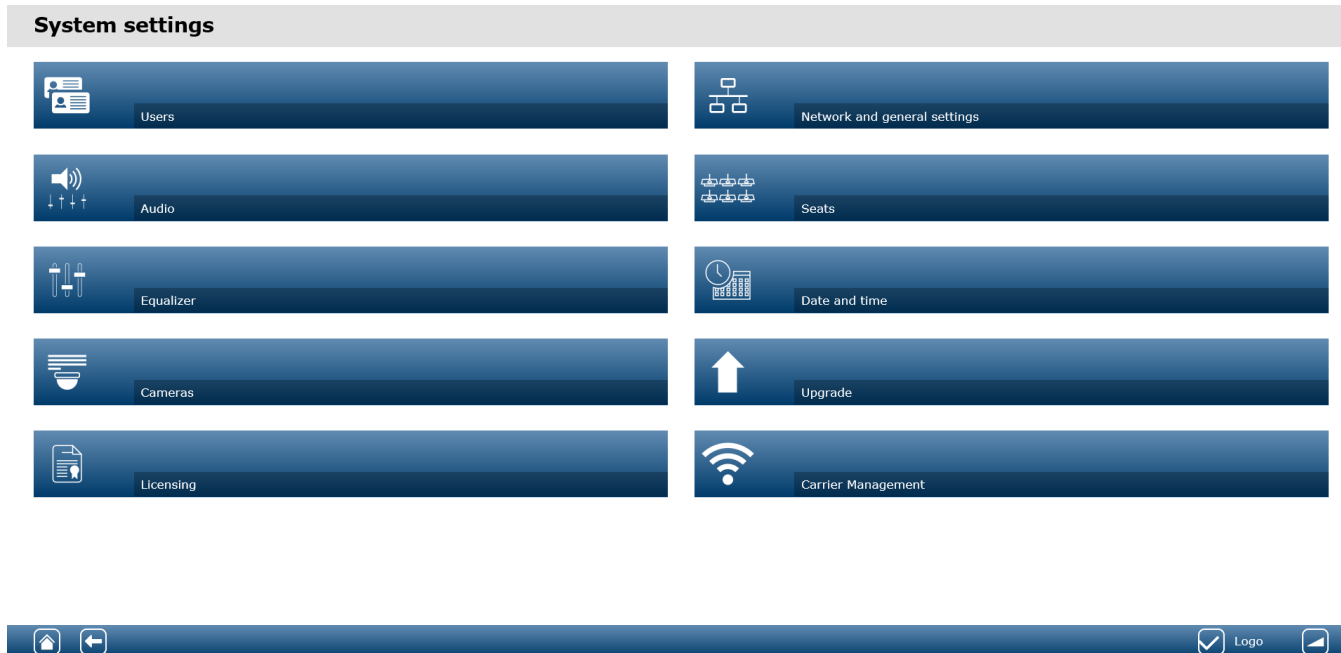 System settings
Users
Network and general settings
Audio
Seats
Equalizer
Date and time
Cameras
Upgrade
Licensing
Carrier Management
Logo